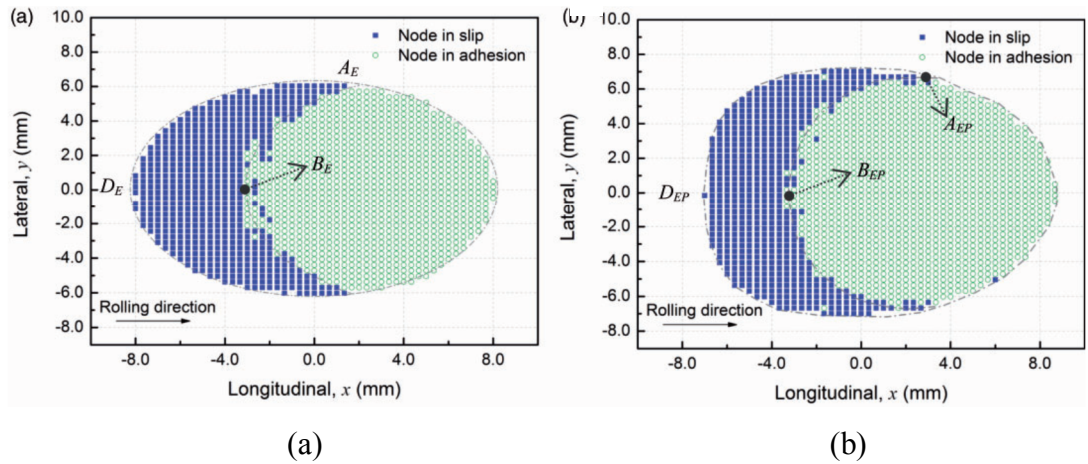 (a)
10.0
8.0
6.0
4.0
2.0
0.0
-2.0
-4.0
-6.0
-8.0
Lateral, y (mm)
Node in slip
Node in adhesion
A_E
B_E
D_E
Rolling direction
-8.0 -4.0 0.0 4.0 8.0
Longitudinal, x (mm)
(a)
(b)
10.0
8.0
6.0
4.0
2.0
0.0
-2.0
-4.0
-6.0
-8.0
Lateral, y (mm)
Node in slip
Node in adhesion
A_EP
B_EP
D_EP
Rolling direction
-8.0 -4.0 0.0 4.0 8.0
Longitudinal, x (mm)
(b)